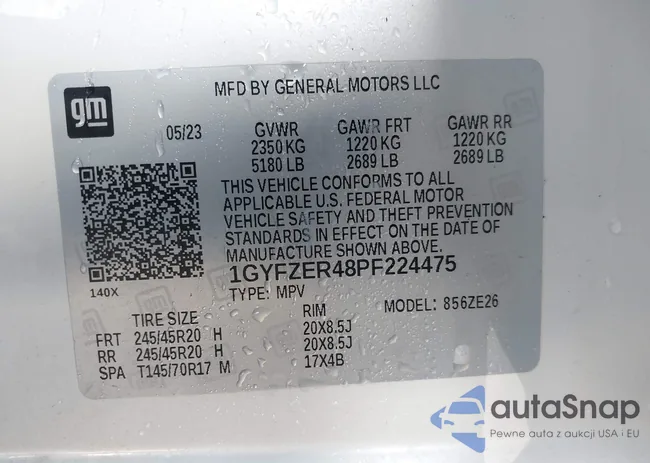 gm
MFD BY GENERAL MOTORS LLC
05/23 GVWR GAWR FRT GAWR RR
2350 KG 1220 KG 1220 KG
5180 LB 2689 LB 2689 LB
THIS VEHICLE CONFORMS TO ALL
APPLICABLE U.S. FEDERAL MOTOR
VEHICLE SAFETY AND THEFT PREVENTION
STANDARDS IN EFFECT ON THE DATE OF
MANUFACTURE SHOWN ABOVE.
140X
1GYFZER48PF224475
TYPE: MPV MODEL: 856ZE26
TIRE SIZE RIM
FRT 245/45R20 H 20X8.5J
RR 245/45R20 H 20X8.5J
SPA T145/70R17 M 17X4B
autaSnap
Pewne auta z aukcji USA i EU